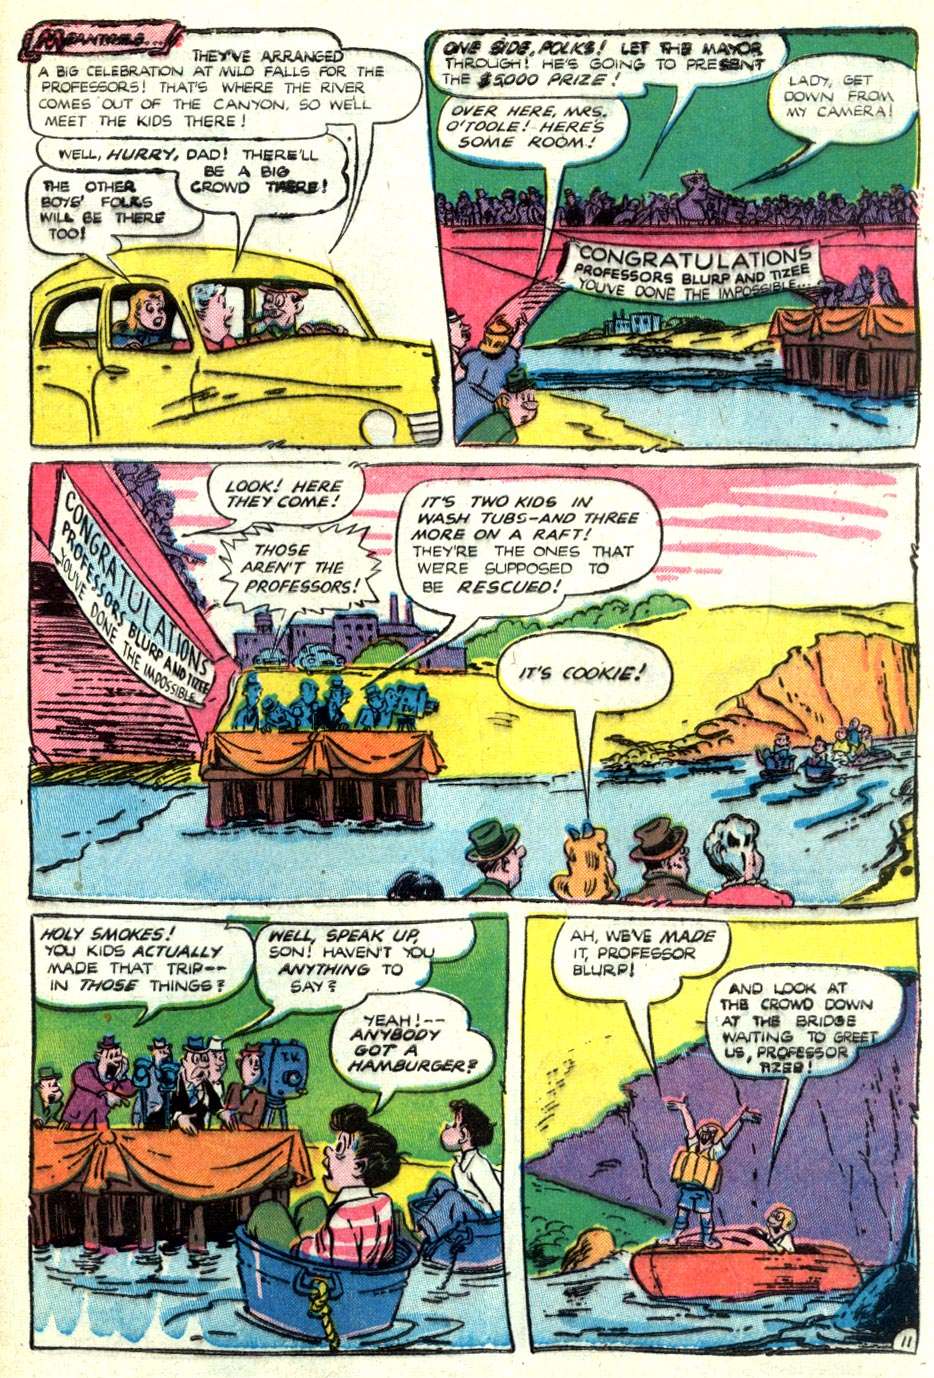 MEANTIME...
THEY'VE ARRANGED
A BIG CELEBRATION AT MILD FALLS FOR THE
PROFESSORS! THAT'S WHERE THE RIVER
COMES OUT OF THE CANYON, SO WE'LL
MEET THE KIDS THERE!
WELL, HURRY, DAD! THERE'LL
BE A BIG
CROWD THERE!
THE OTHER
BOYS' FOLKS
WILL BE THERE
TOO!
ONE SIDE, FOLKS! LET THE MAYOR
THROUGH! HE'S GOING TO PRESENT
THE $5,000 PRIZE!
OVER HERE, MRS.
O'TOOLE! HERE'S
SOME ROOM!
LADY, GET
DOWN FROM
MY CAMERA!
CONGRATULATIONS
PROFESSORS BLURP AND TIZEE
YOU'VE DONE THE IMPOSSIBLE...
LOOK! HERE
THEY COME!
THOSE
AREN'T THE
PROFESSORS!
IT'S TWO KIDS IN
WASH TUBS-AND THREE
MORE ON A RAFT!
THEY'RE THE ONES THAT
WERE SUPPOSED TO
BE RESCUED!
CONGRATULATIONS
PROFESSORS BLURP AND TIZEE
YOU'VE DONE THE IMPOSSIBLE
IT'S COOKIE!
HOLY SMOKES!
YOU KIDS ACTUALLY
MADE THAT TRIP--
IN THOSE THINGS?
WELL, SPEAK UP,
SON! HAVEN'T YOU
ANYTHING TO
SAY?
YEAH!--
ANYBODY
GOT A
HAMBURGER?
T.V.
AH, WE'VE MADE
IT, PROFESSOR
BLURP!
AND LOOK AT
THE CROWD DOWN
AT THE BRIDGE
WAITING TO GREET
US, PROFESSOR
TIZEE!
11